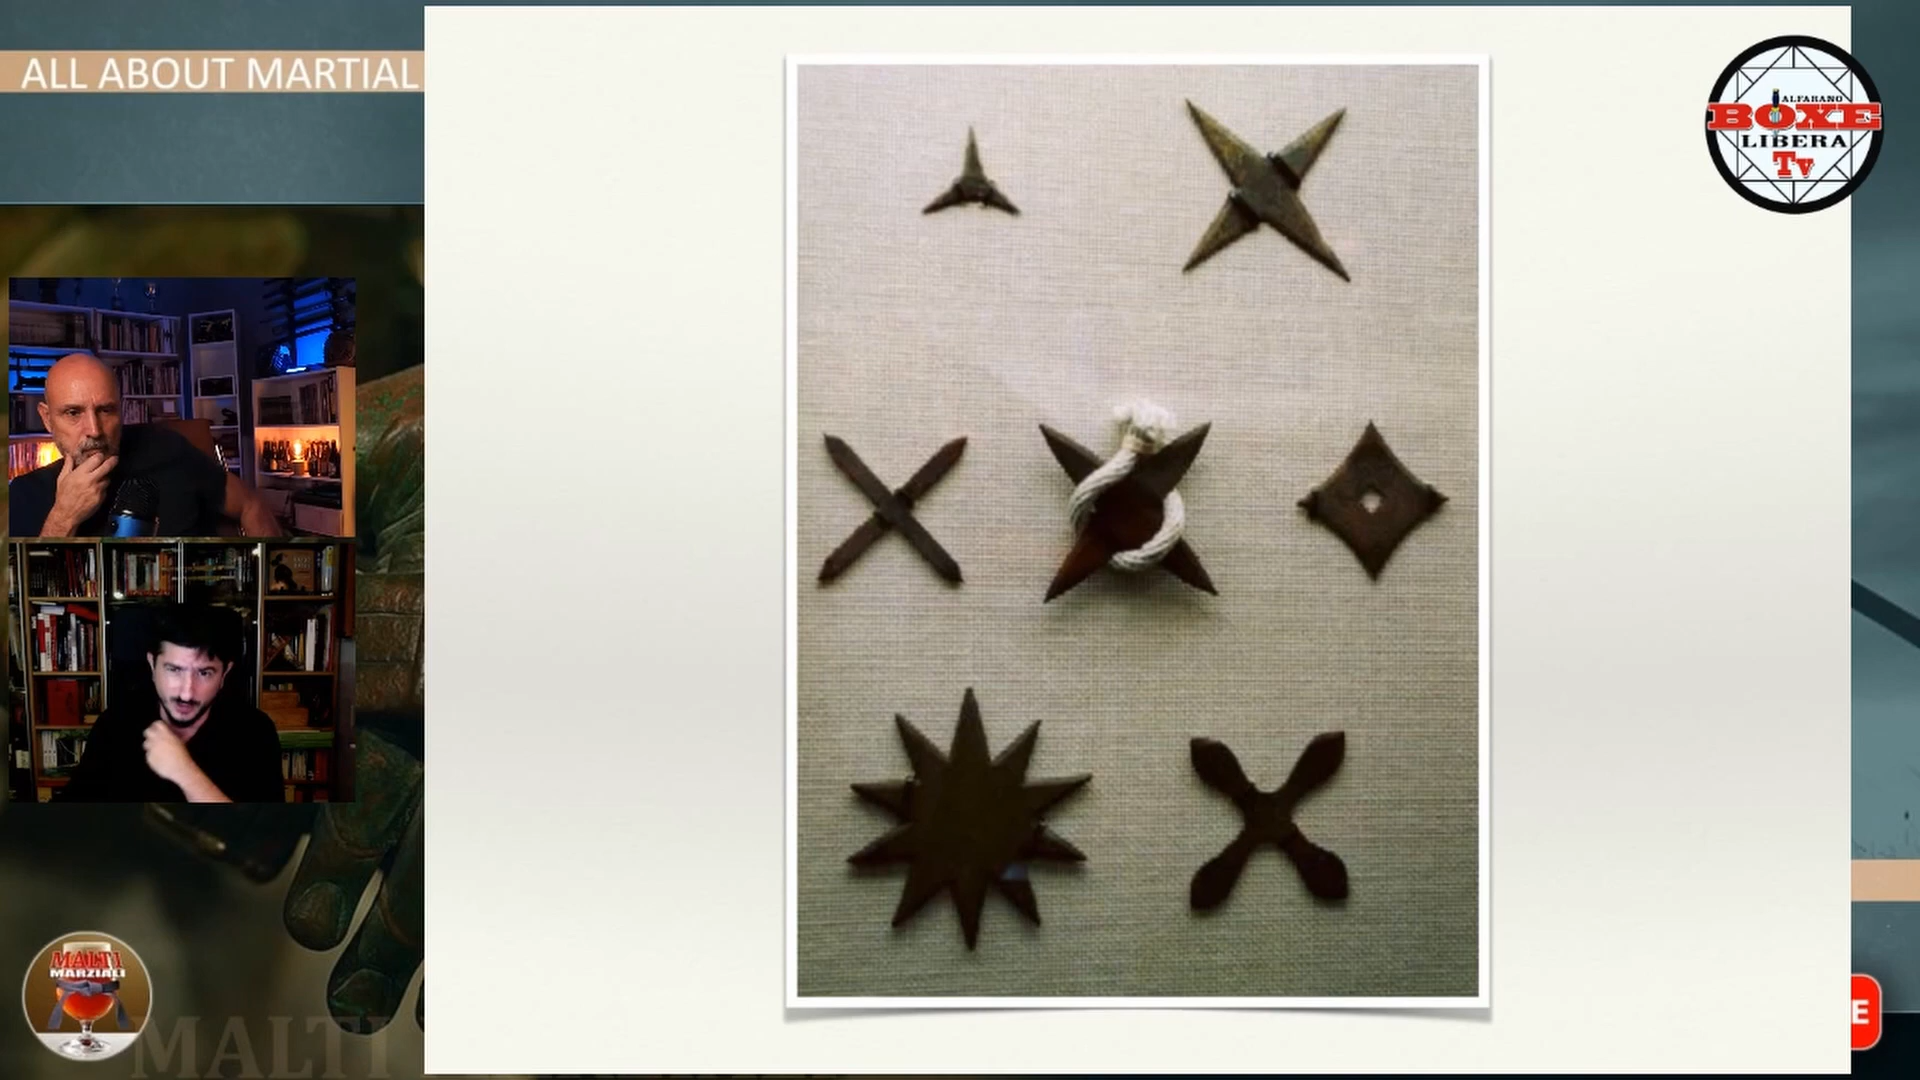 ALL ABOUT MARTIAL
ALFARANO
BOXE
LIBERA
Tv
MALTI
MARZIALI
MALTI
E